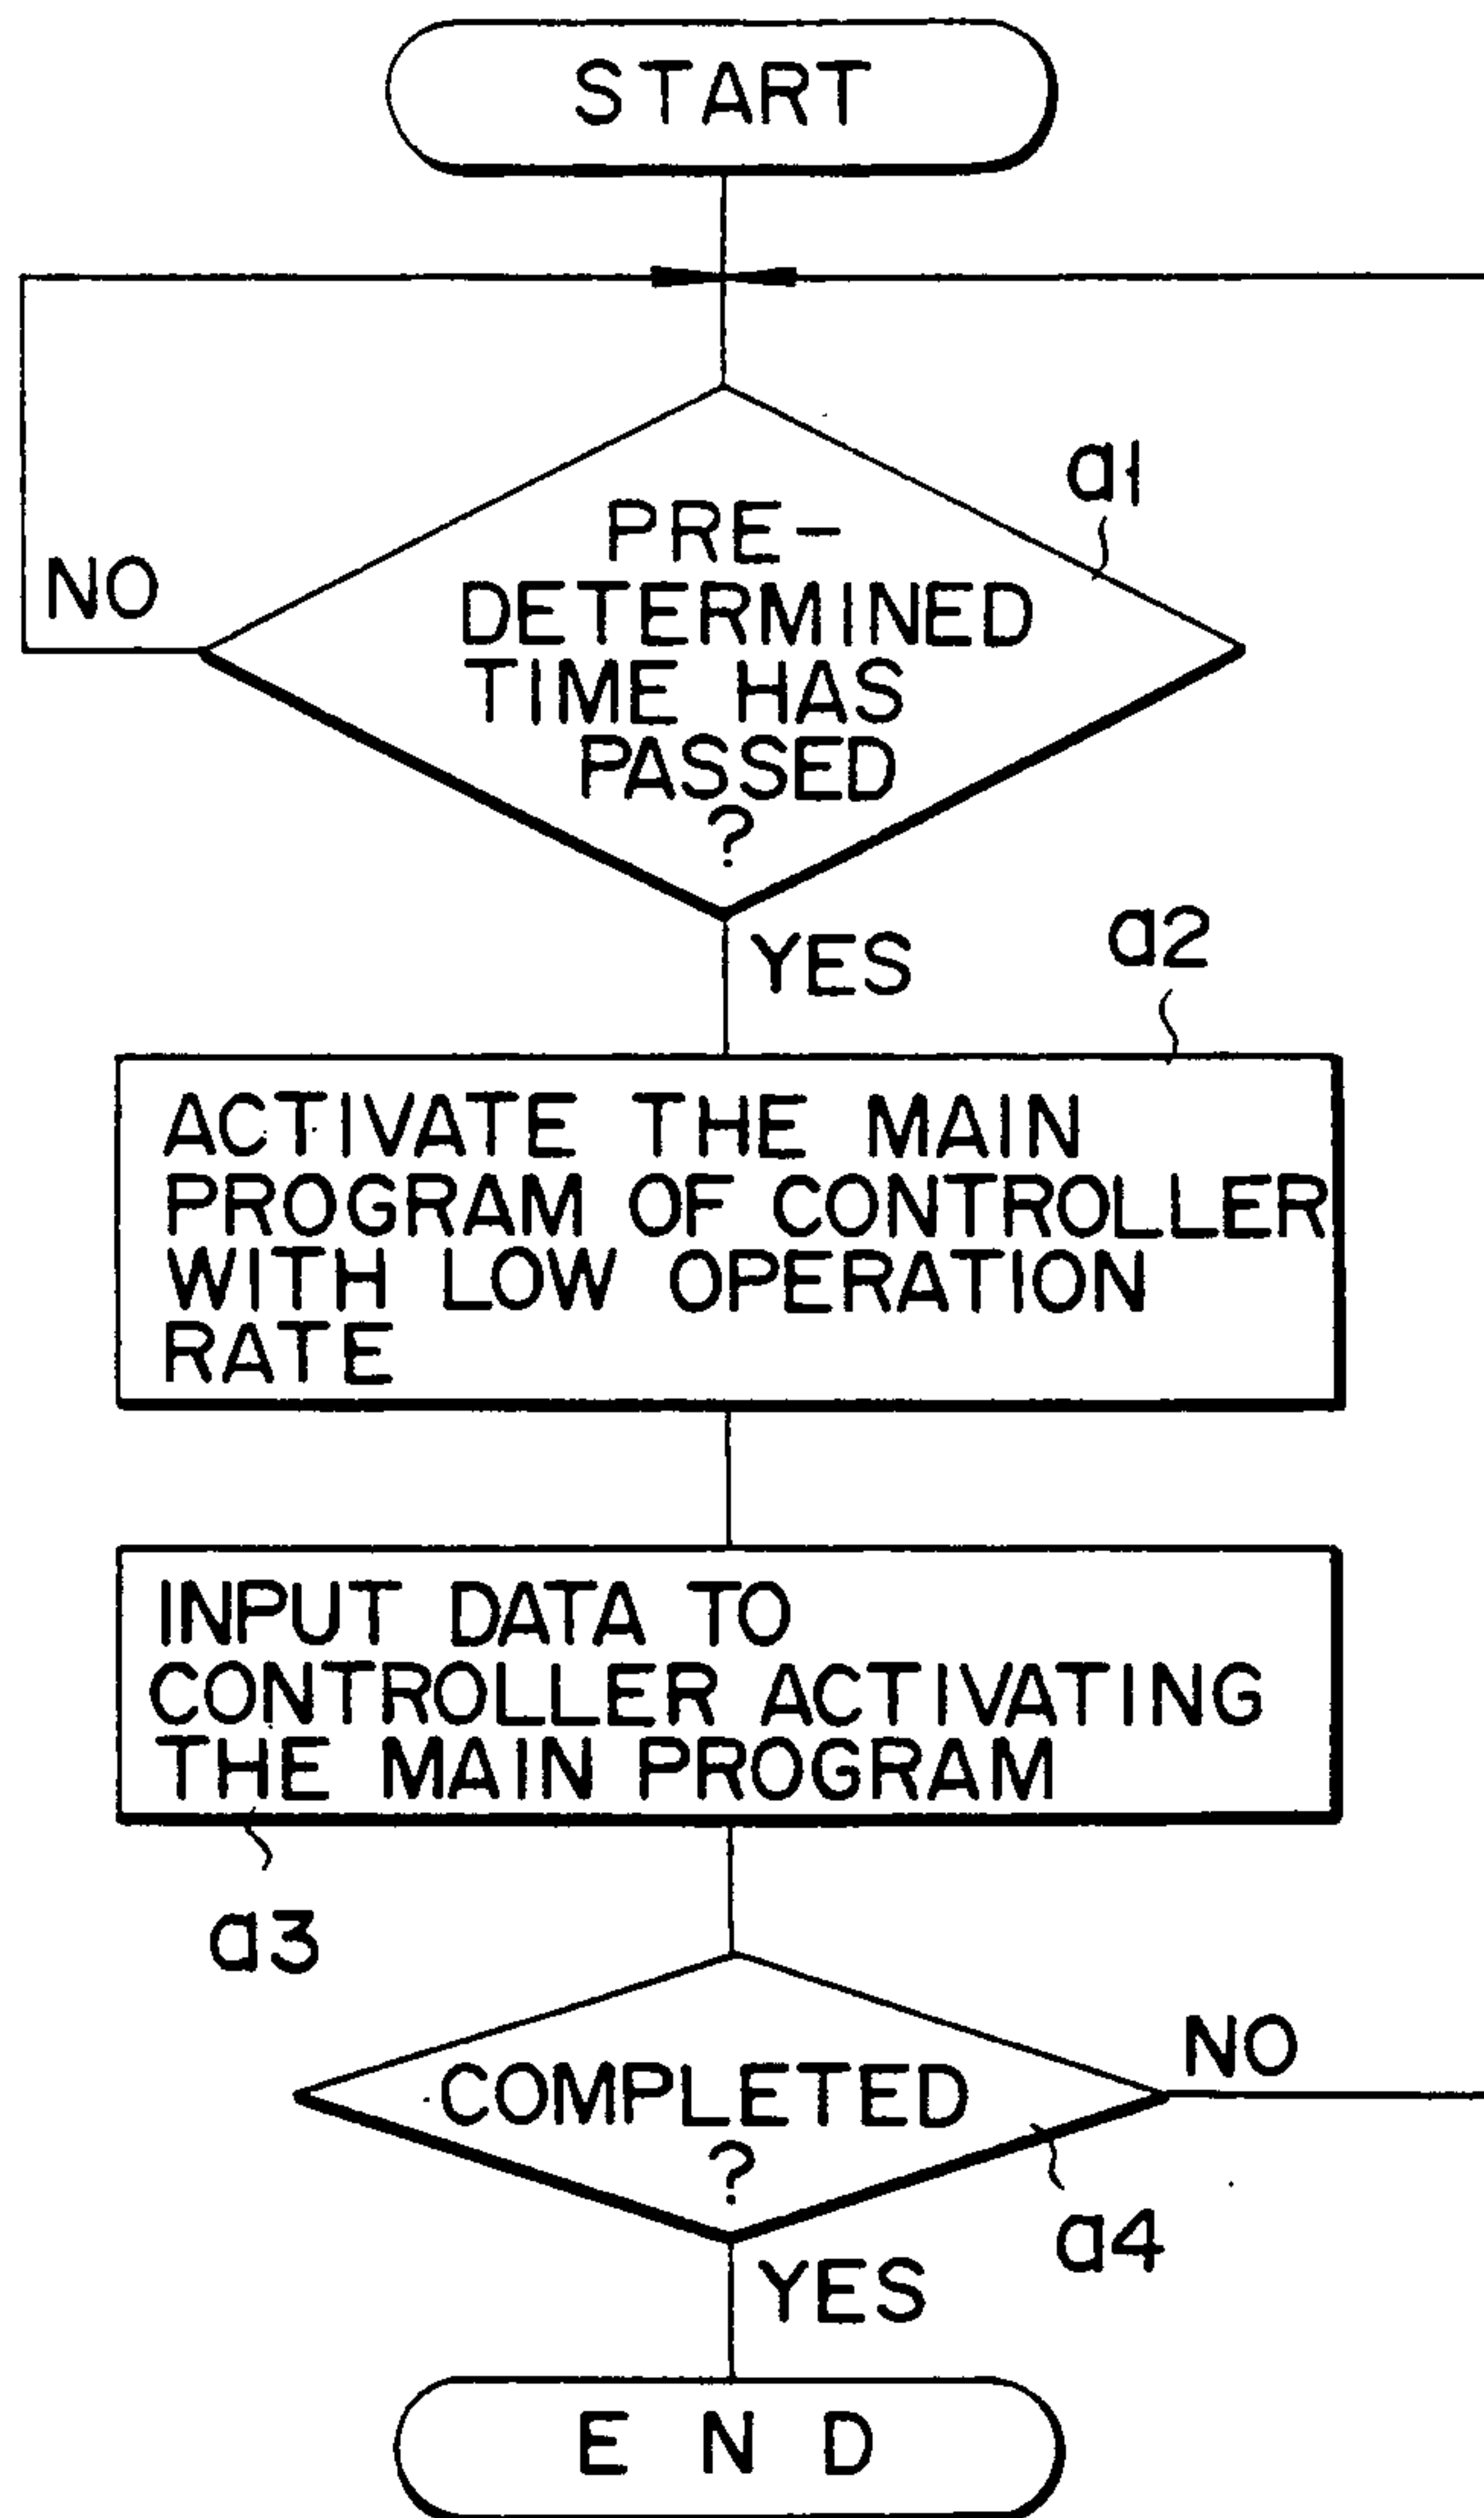 START
a1
PRE-
DETERMINED
TIME HAS
PASSED
?
NO
YES
a2
ACTIVATE THE MAIN
PROGRAM OF CONTROLLER
WITH LOW OPERATION
RATE
INPUT DATA TO
CONTROLLER ACTIVATING
THE MAIN PROGRAM
a3
COMPLETED
?
NO
a4
YES
END